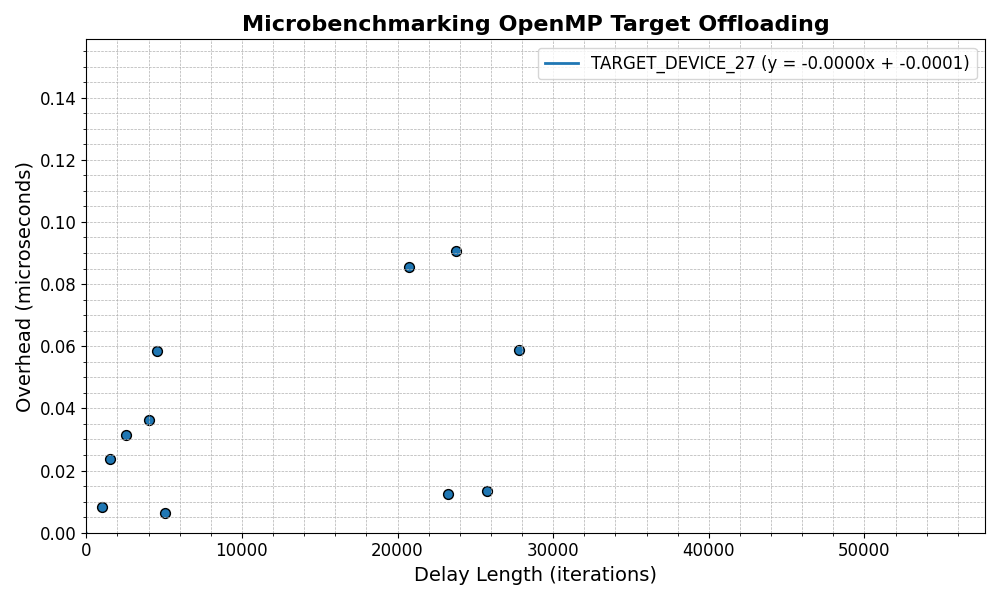 Microbenchmarking OpenMP Target Offloading
TARGET_DEVICE_27 (y = -0.0000x + -0.0001)
Overhead (microseconds)
0.14
0.12
0.10
0.08
0.06
0.04
0.02
0.00
0 10000 20000 30000 40000 50000
Delay Length (iterations)